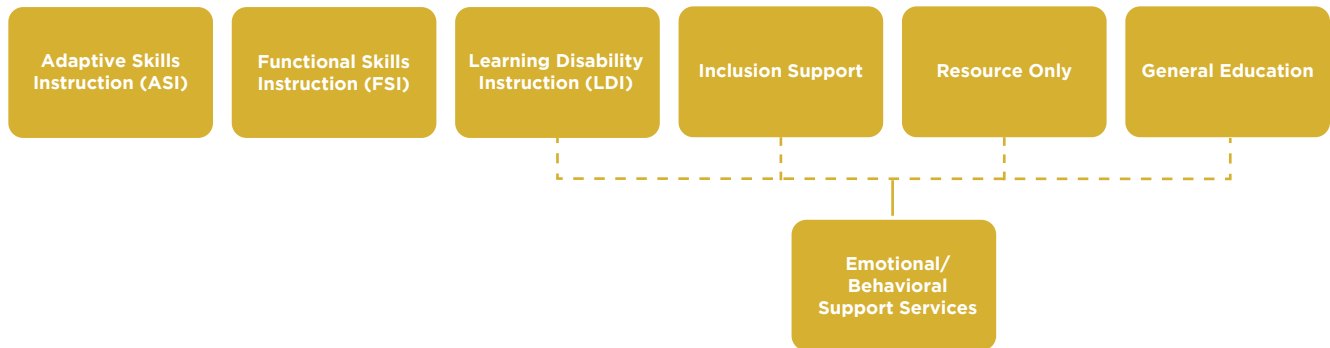 Adaptive Skills
Instruction (ASI)
Functional Skills
Instruction (FSI)
Learning Disability
Instruction (LDI)
Inclusion Support
Resource Only
General Education
Emotional/
Behavioral
Support Services